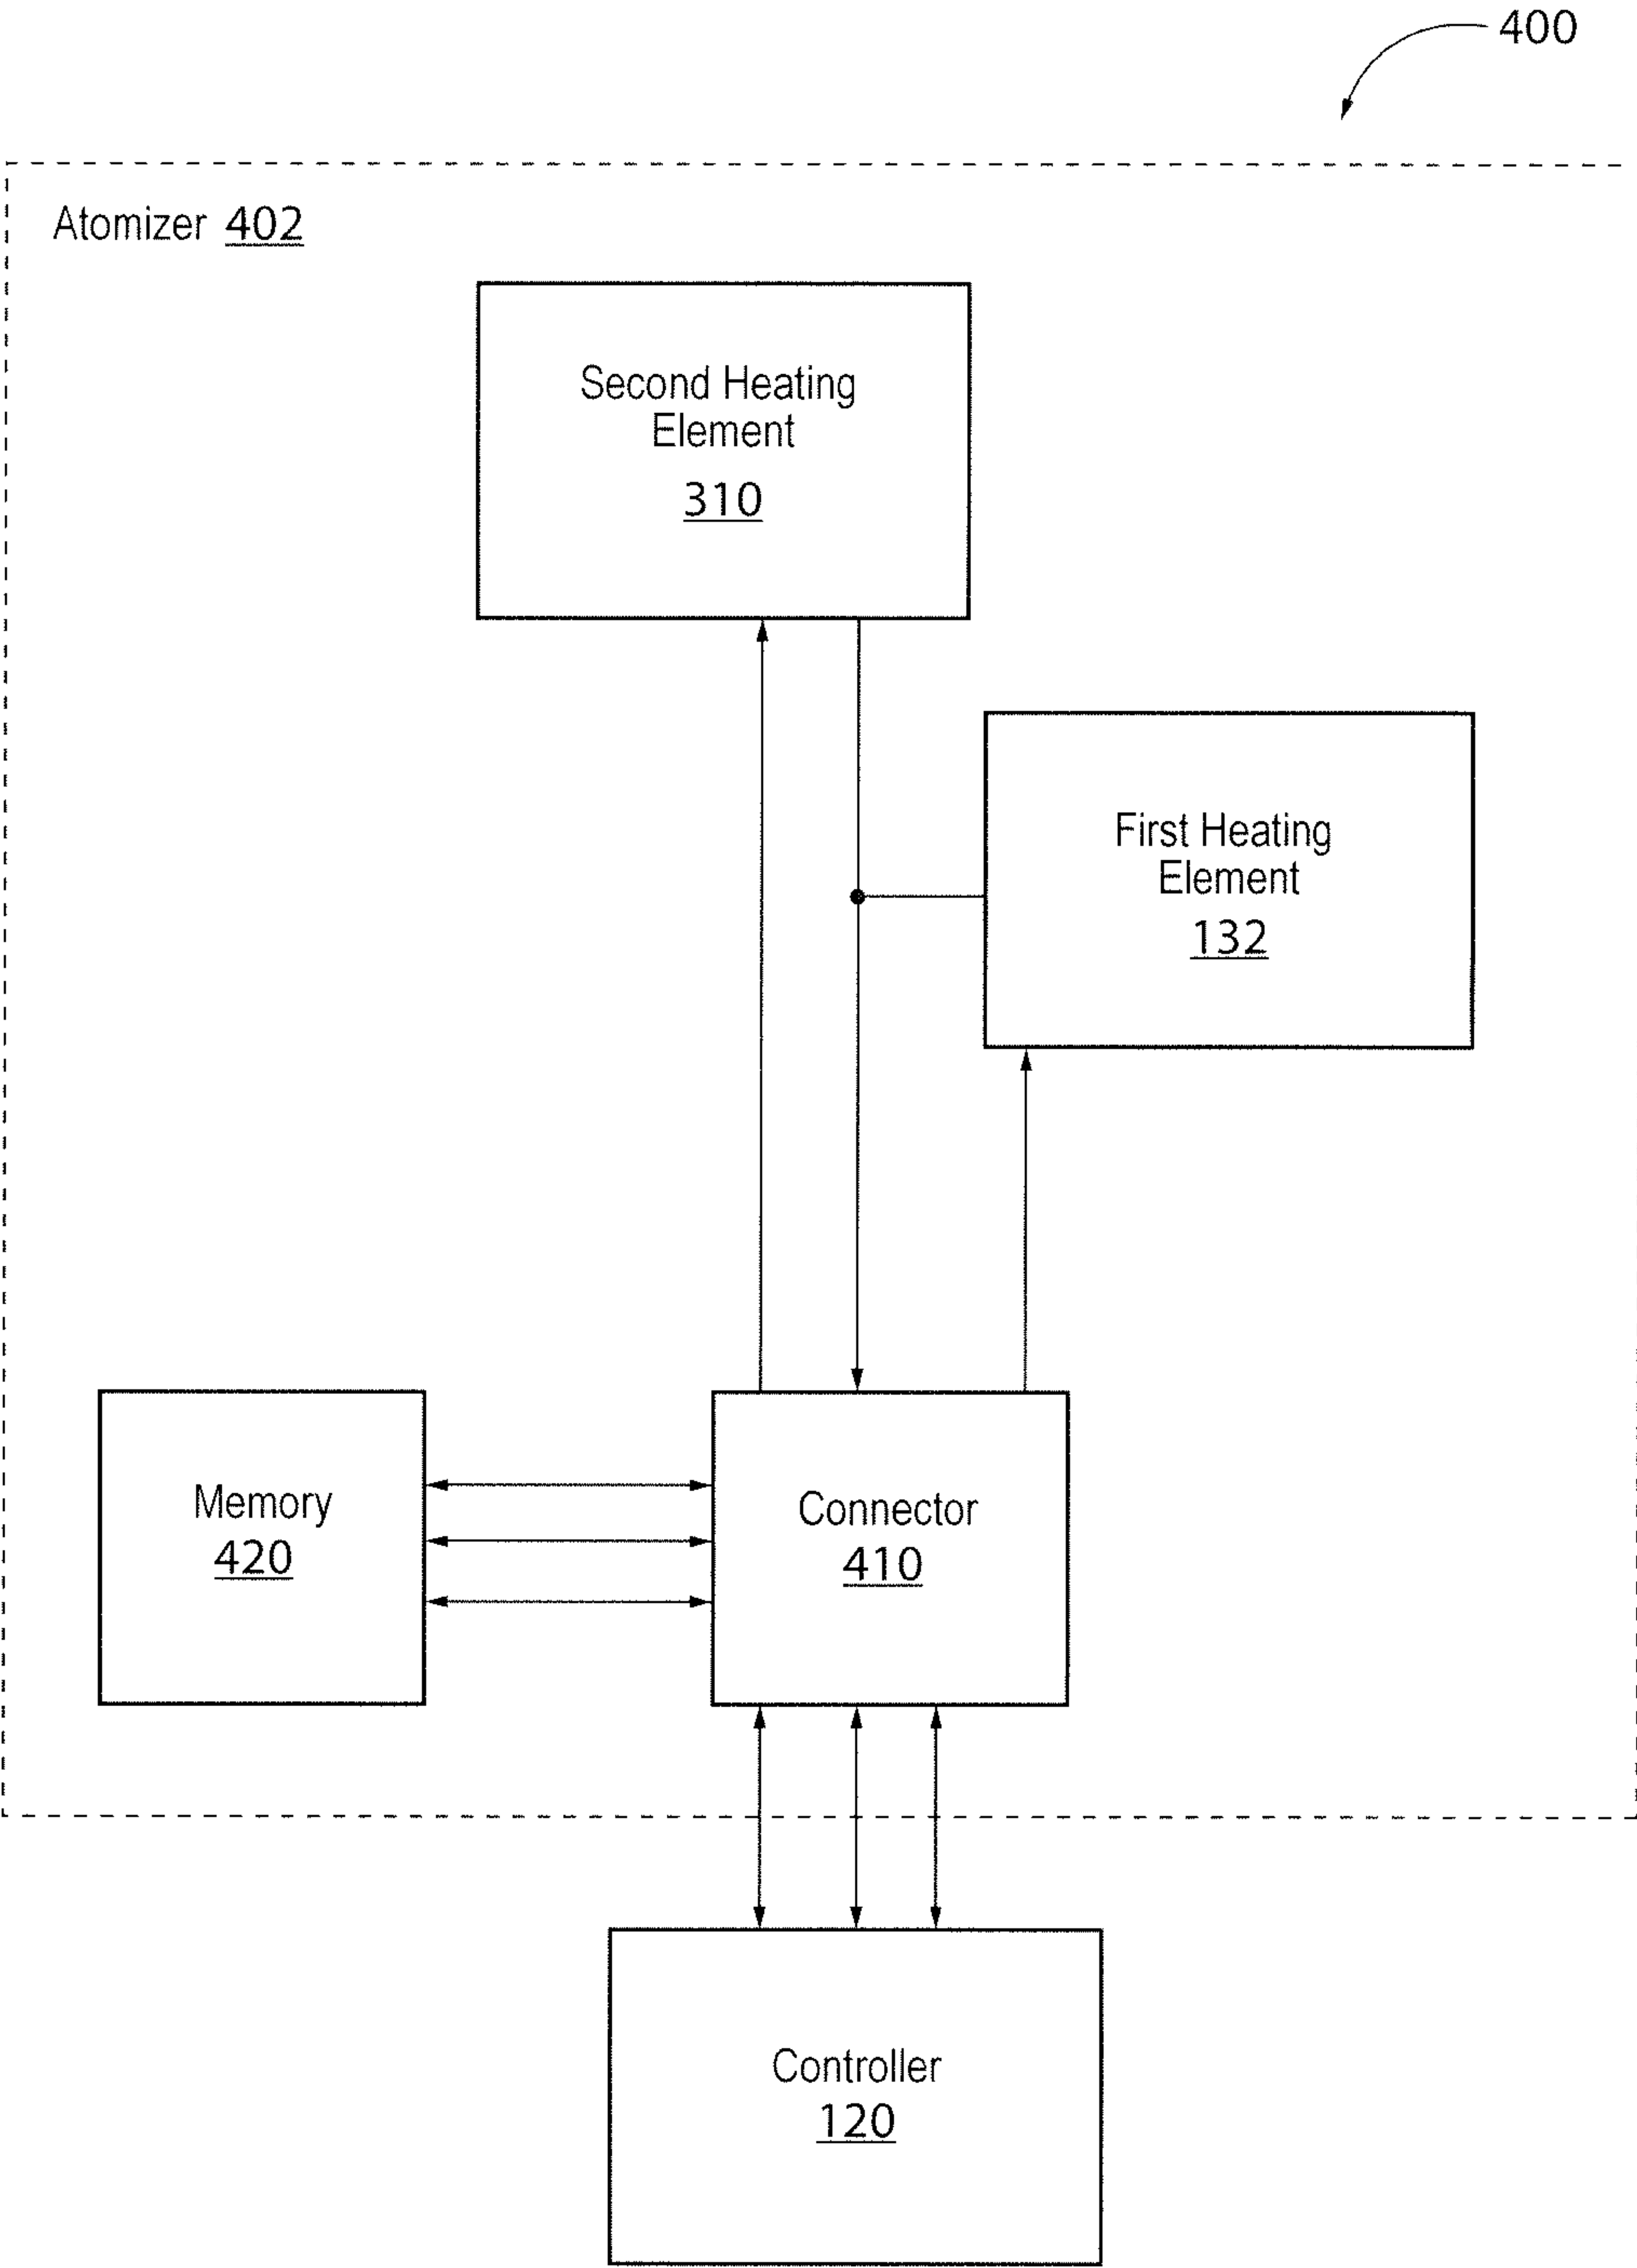 400
Atomizer 402
Second Heating
Element
310
First Heating
Element
132
Memory
420
Connector
410
Controller
120